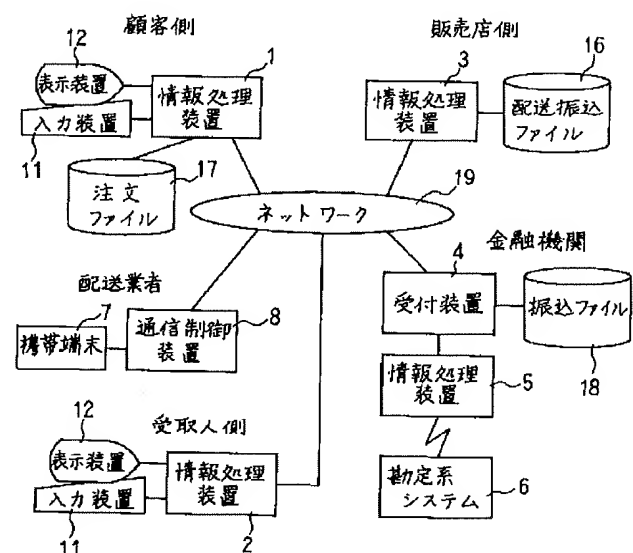 顧客側
12
表示装置
入力装置
11
1
情報処理
装置
17
注文
ファイル
販売店側
3
情報処理
装置
16
配送振込
ファイル
19
ネットワーク
配送業者
7
携帯端末
通信制御
装置
8
金融機関
4
受付装置
振込ファイル
18
情報処理
装置
5
勘定系
システム
6
受取人側
12
表示装置
入力装置
11
情報処理
装置
2